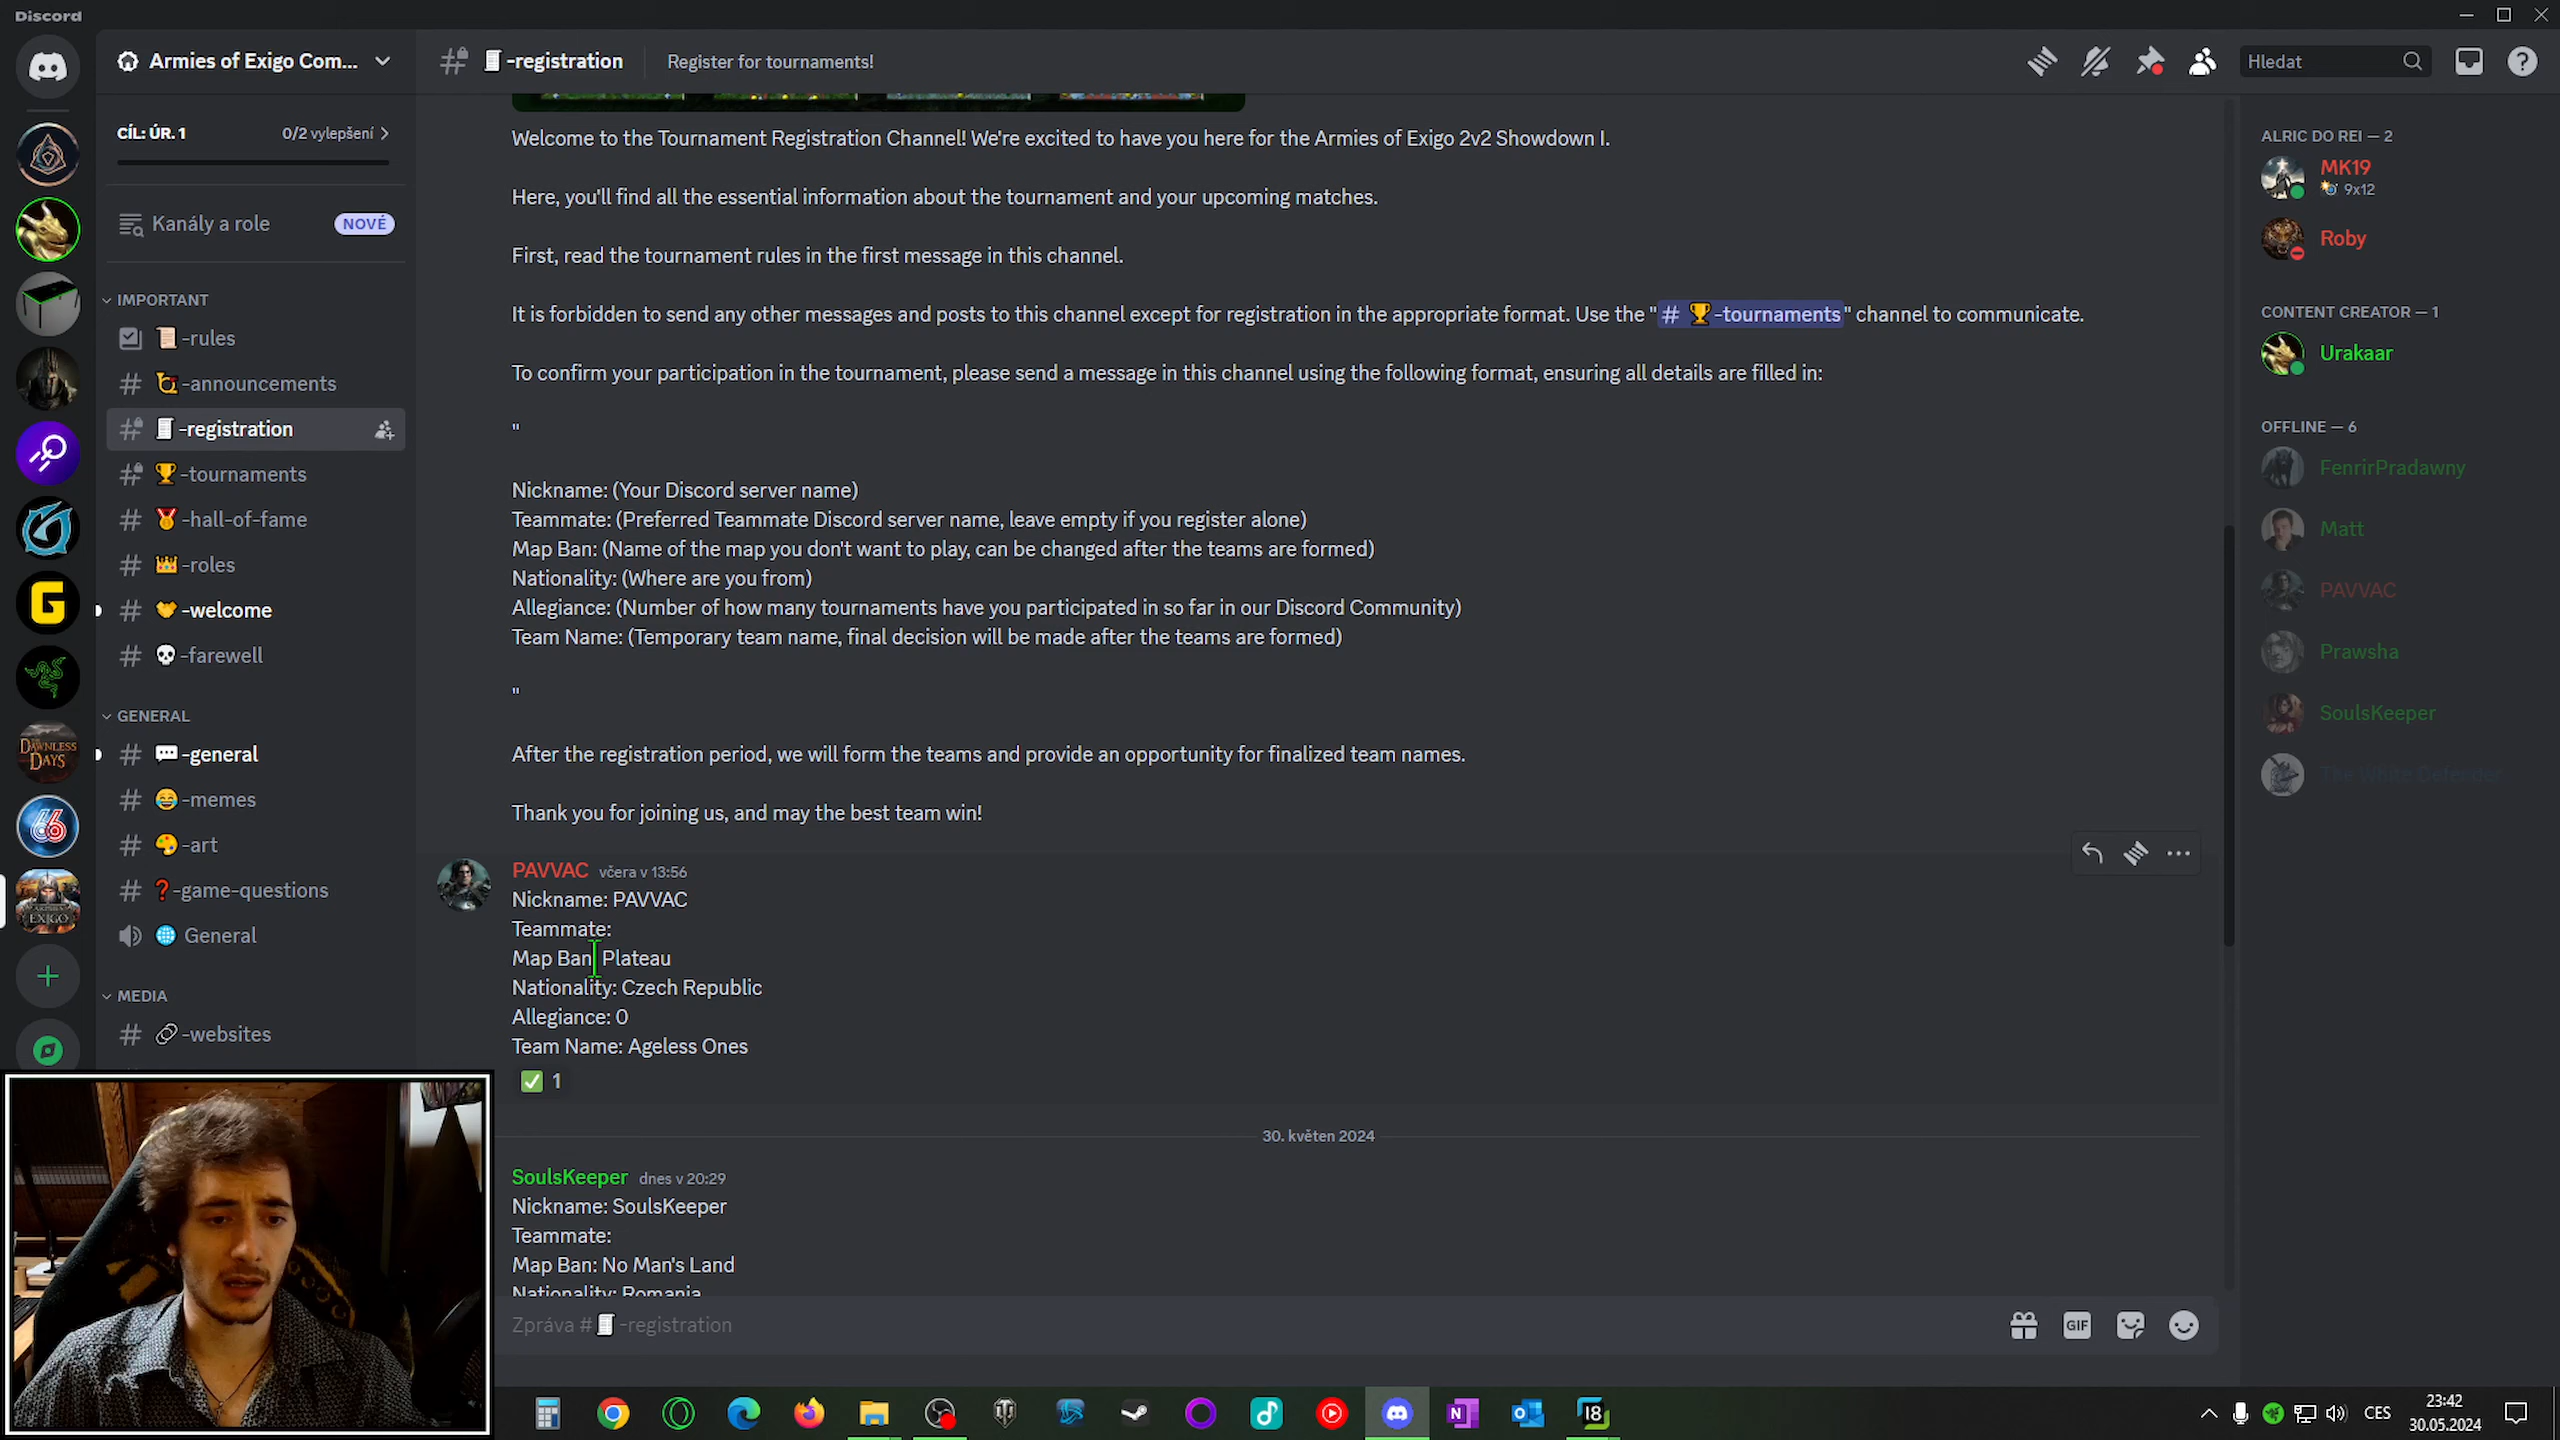 Discord
Armies of Exigo Com...
-registration
Register for tournaments!
Hledat
CÍL: ÚR. 1
0/2 vylepšení
Kanály a role
NOVÉ
IMPORTANT
-rules
-announcements
-registration
-tournaments
-hall-of-fame
-roles
-welcome
-farewell
GENERAL
-general
-memes
-art
-game-questions
General
MEDIA
-websites
DAWNLESS
DAYS
EXIGO
Welcome to the Tournament Registration Channel! We're excited to have you here for the Armies of Exigo 2v2 Showdown I.
Here, you'll find all the essential information about the tournament and your upcoming matches.
First, read the tournament rules in the first message in this channel.
It is forbidden to send any other messages and posts to this channel except for registration in the appropriate format. Use the "# -tournaments" channel to communicate.
To confirm your participation in the tournament, please send a message in this channel using the following format, ensuring all details are filled in:
"
Nickname: (Your Discord server name)
Teammate: (Preferred Teammate Discord server name, leave empty if you register alone)
Map Ban: (Name of the map you don't want to play, can be changed after the teams are formed)
Nationality: (Where are you from)
Allegiance: (Number of how many tournaments have you participated in so far in our Discord Community)
Team Name: (Temporary team name, final decision will be made after the teams are formed)
"
After the registration period, we will form the teams and provide an opportunity for finalized team names.
Thank you for joining us, and may the best team win!
PAVVAC včera v 13:56
Nickname: PAVVAC
Teammate:
Map Ban: Plateau
Nationality: Czech Republic
Allegiance: 0
Team Name: Ageless Ones
1
30. květen 2024
SoulsKeeper dnes v 20:29
Nickname: SoulsKeeper
Teammate:
Map Ban: No Man's Land
Nationality: Romania
Zpráva # -registration
GIF
ALRIC DO REI — 2
MK19
9x12
Roby
CONTENT CREATOR — 1
Urakaar
OFFLINE — 6
FenrirPradawny
Matt
PAVVAC
Prawsha
SoulsKeeper
The White Defender
18
CES
23:42
30.05.2024